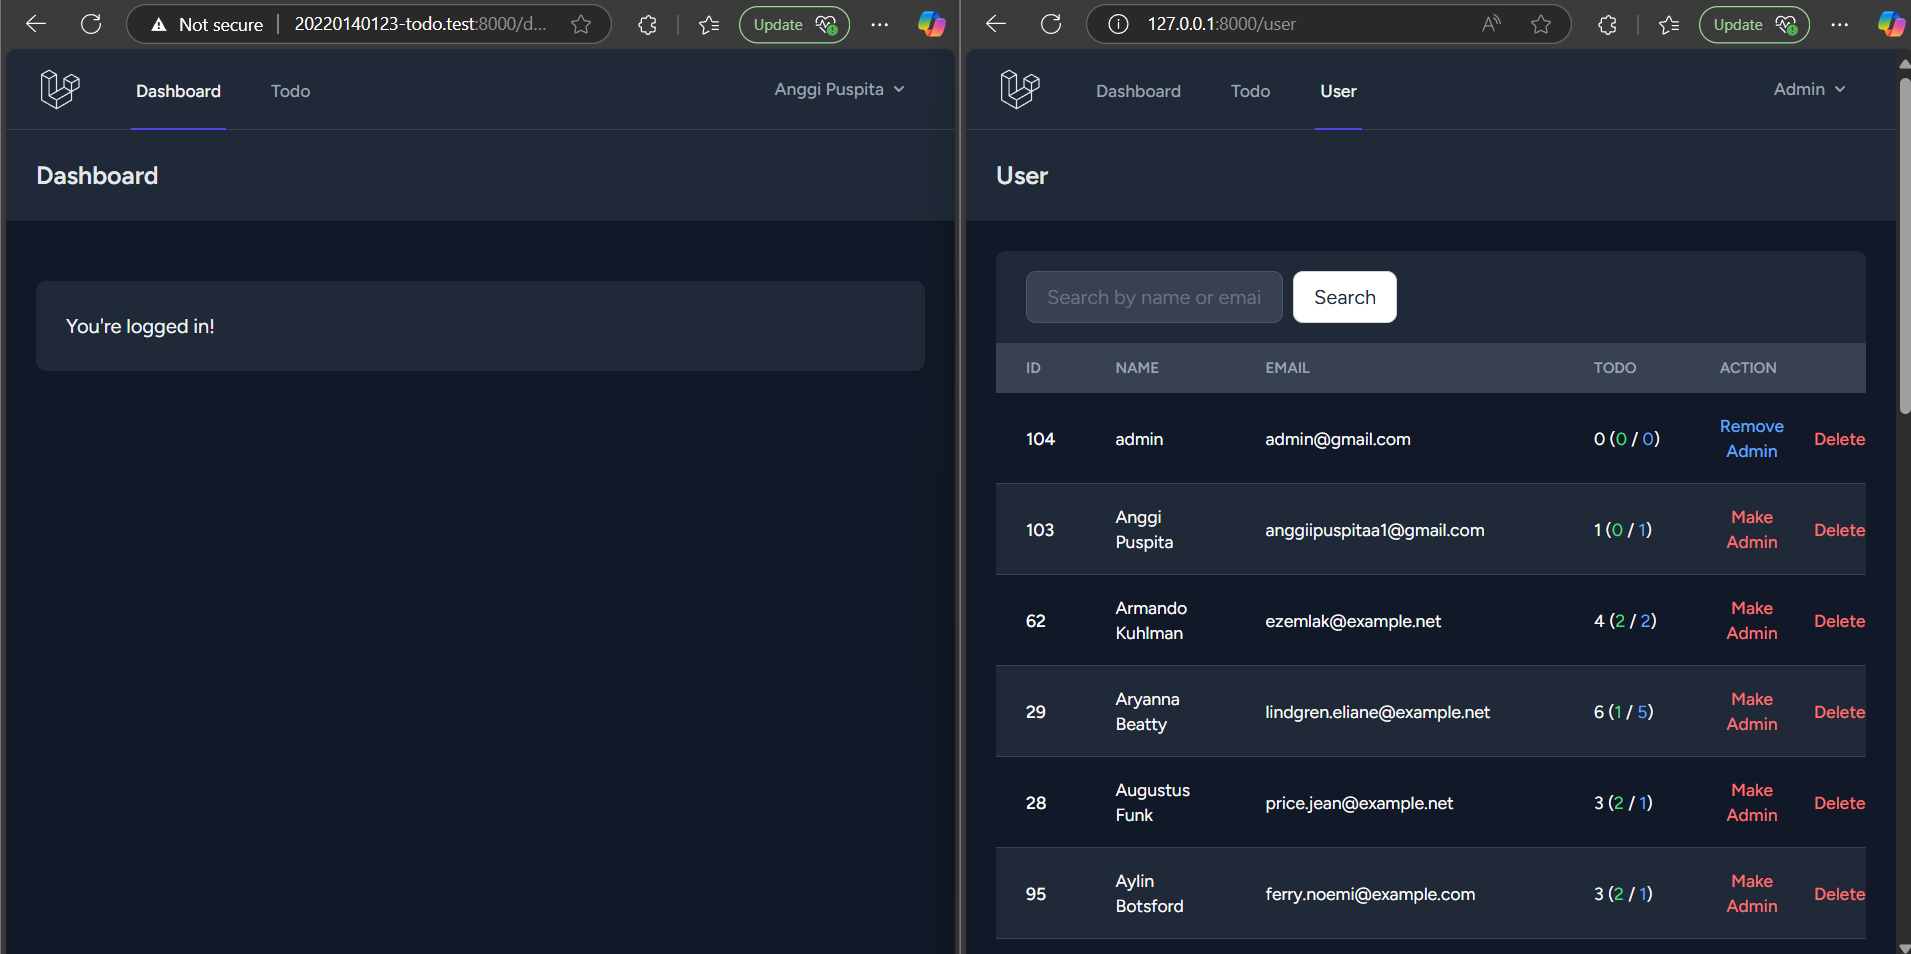 Not secure
20220140123-todo.test:8000/d...
Update
Dashboard
Todo
Anggi Puspita
Dashboard
You're logged in!
127.0.0.1:8000/user
Update
Dashboard
Todo
User
Admin
User
Search by name or emai
Search
ID NAME EMAIL TODO ACTION
104 admin admin@gmail.com 0 (0 / 0) Remove Admin Delete
103 Anggi Puspita anggiipuspitaa1@gmail.com 1 (0 / 1) Make Admin Delete
62 Armando Kuhlman ezemlak@example.net 4 (2 / 2) Make Admin Delete
29 Aryanna Beatty lindgren.eliane@example.net 6 (1 / 5) Make Admin Delete
28 Augustus Funk price.jean@example.net 3 (2 / 1) Make Admin Delete
95 Aylin Botsford ferry.noemi@example.com 3 (2 / 1) Make Admin Delete